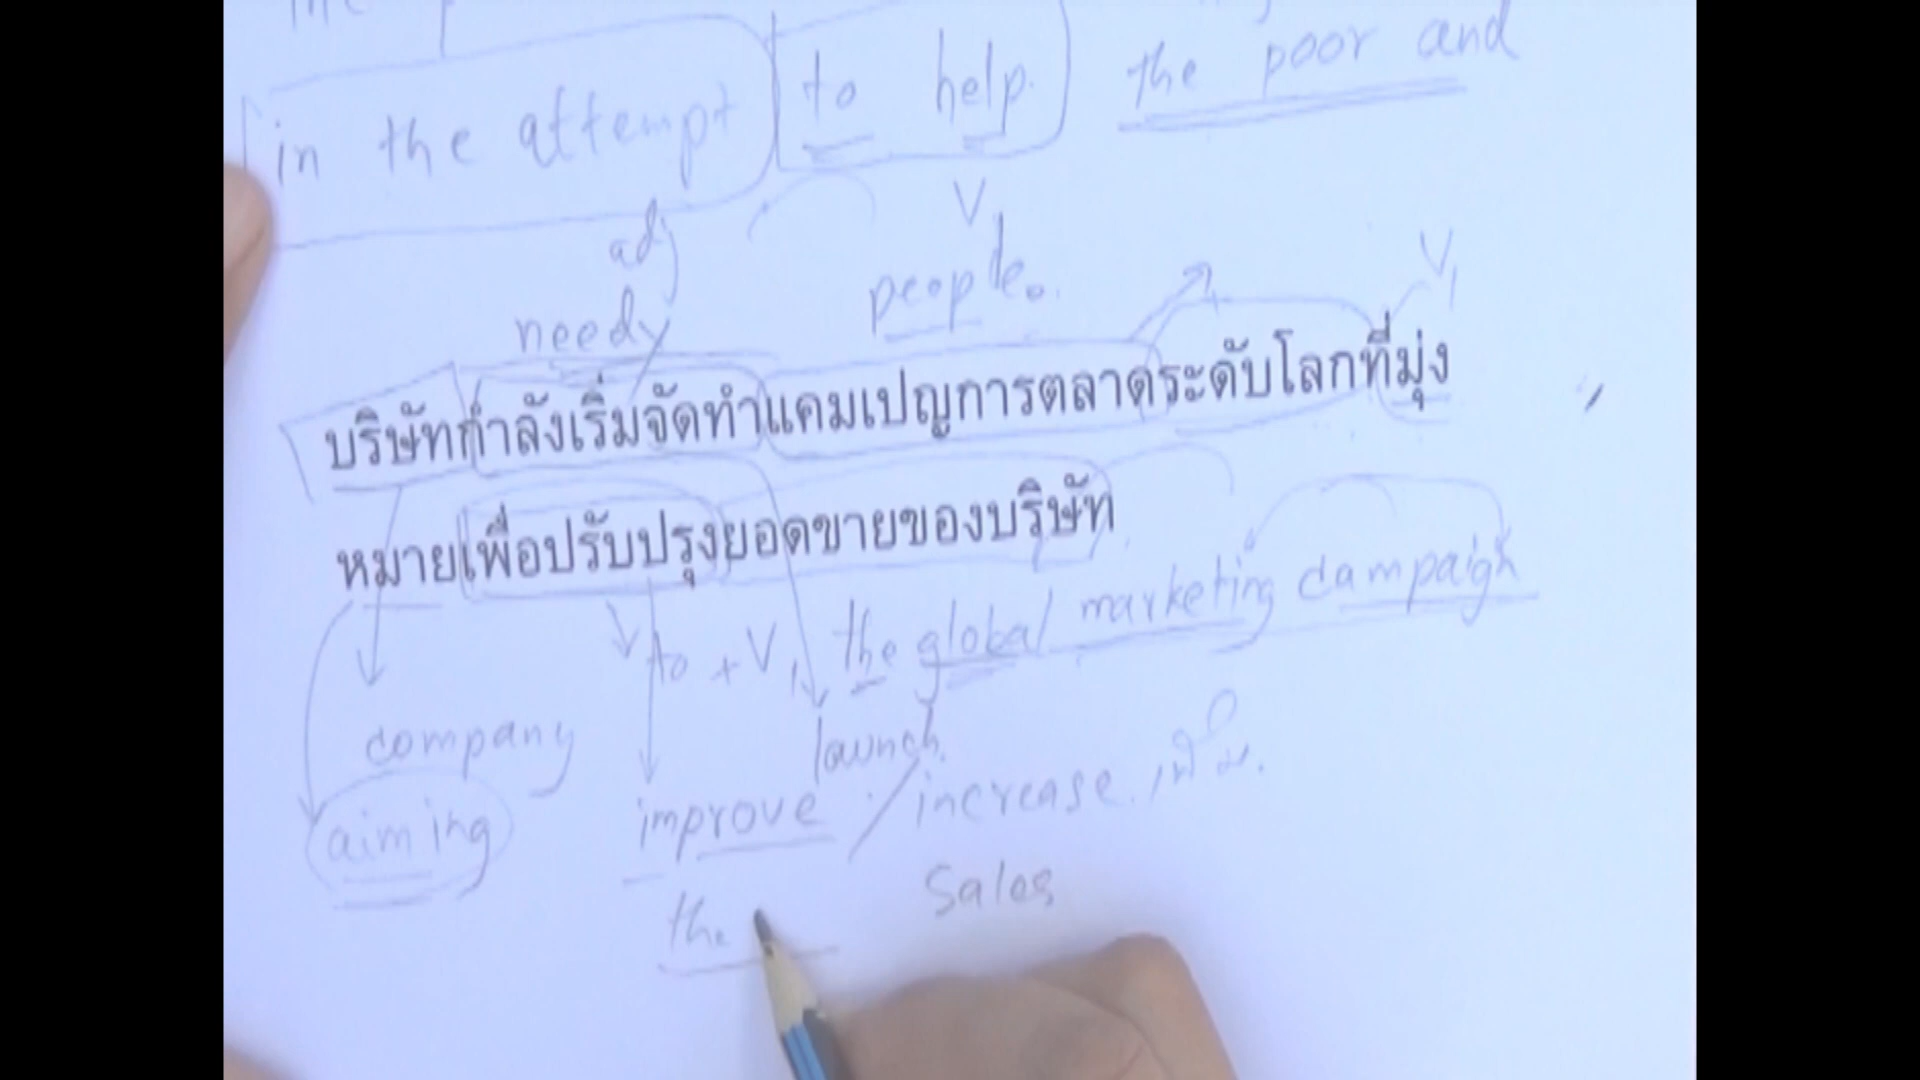 in the attempt to help. the poor and
adj V
needy people. V1
บริษัทกำลังเริ่มจัดทำแคมเปญการตลาดระดับโลกที่มุ่ง
หมายเพื่อปรับปรุงยอดขายของบริษัท
to + V1 the global marketing campaign
company launch.
aiming improve / increase. เพิ่ม.
the Sales